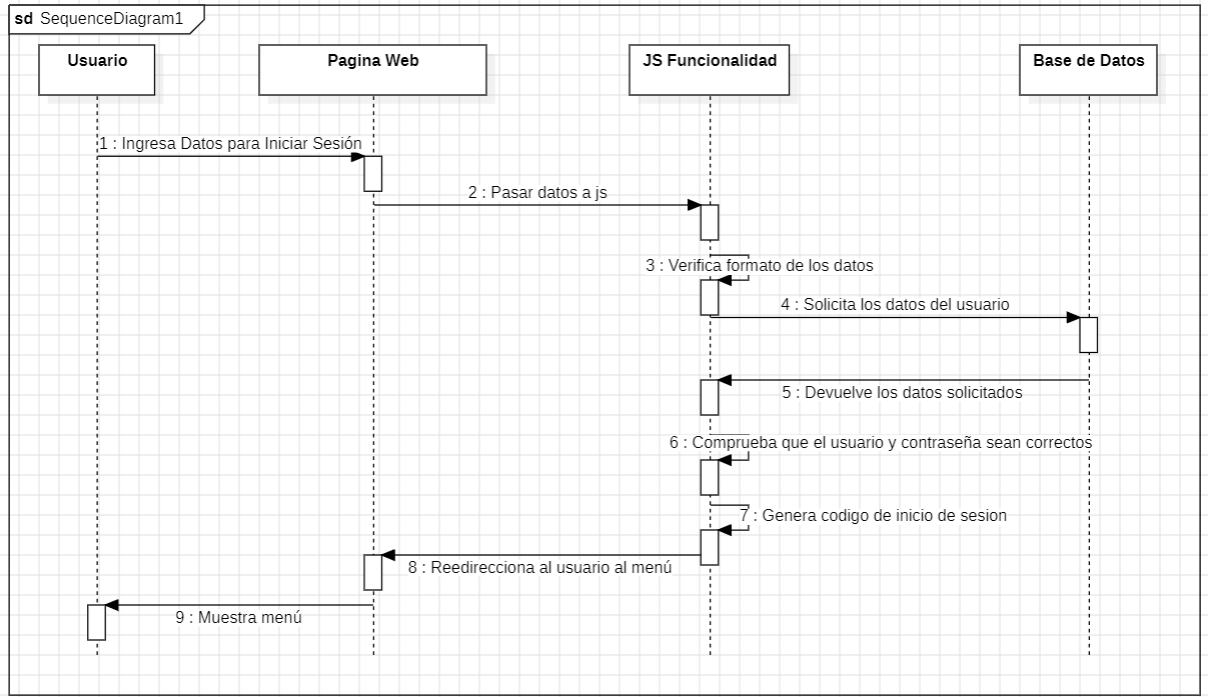 sd SequenceDiagram1
Usuario
Pagina Web
JS Funcionalidad
Base de Datos
1 : Ingresa Datos para Iniciar Sesión
2 : Pasar datos a js
3 : Verifica formato de los datos
4 : Solicita los datos del usuario
5 : Devuelve los datos solicitados
6 : Comprueba que el usuario y contraseña sean correctos
7 : Genera codigo de inicio de sesion
8 : Reedirecciona al usuario al menú
9 : Muestra menú